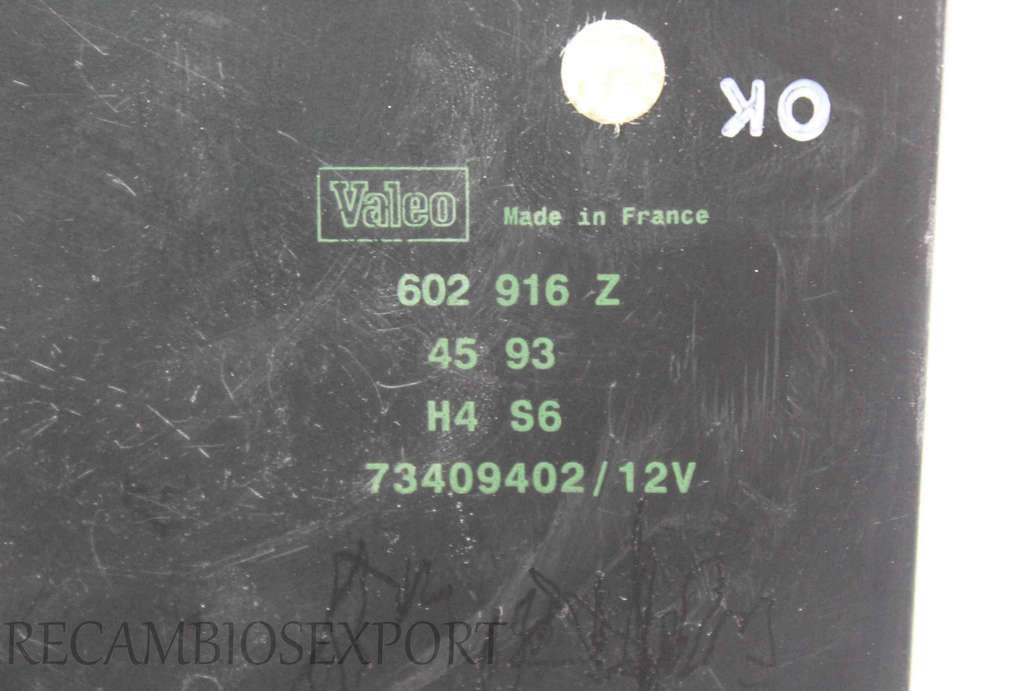 OK
Valeo Made in France
602 916 Z
45 93
H4 S6
73409402/12V
RECAMBIOSEXPORT